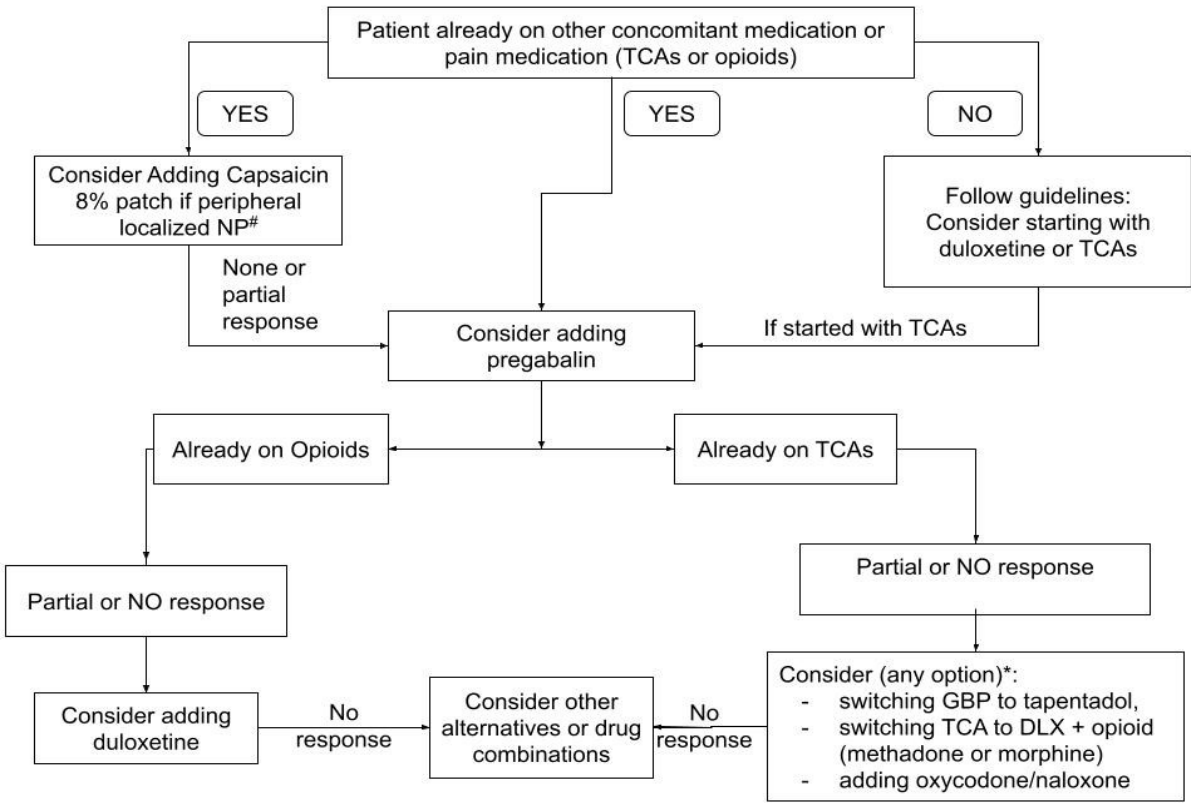 Patient already on other concomitant medication or
pain medication (TCAs or opioids)
YES
YES
NO
Consider Adding Capsaicin
8% patch if peripheral
localized NP#
Follow guidelines:
Consider starting with
duloxetine or TCAs
None or
partial
response
Consider adding
pregabalin
If started with TCAs
Already on Opioids
Already on TCAs
Partial or NO response
Partial or NO response
Consider adding
duloxetine
No
response
Consider other
alternatives or drug
combinations
No
response
Consider (any option)*:
- switching GBP to tapentadol,
- switching TCA to DLX + opioid
(methadone or morphine)
- adding oxycodone/naloxone